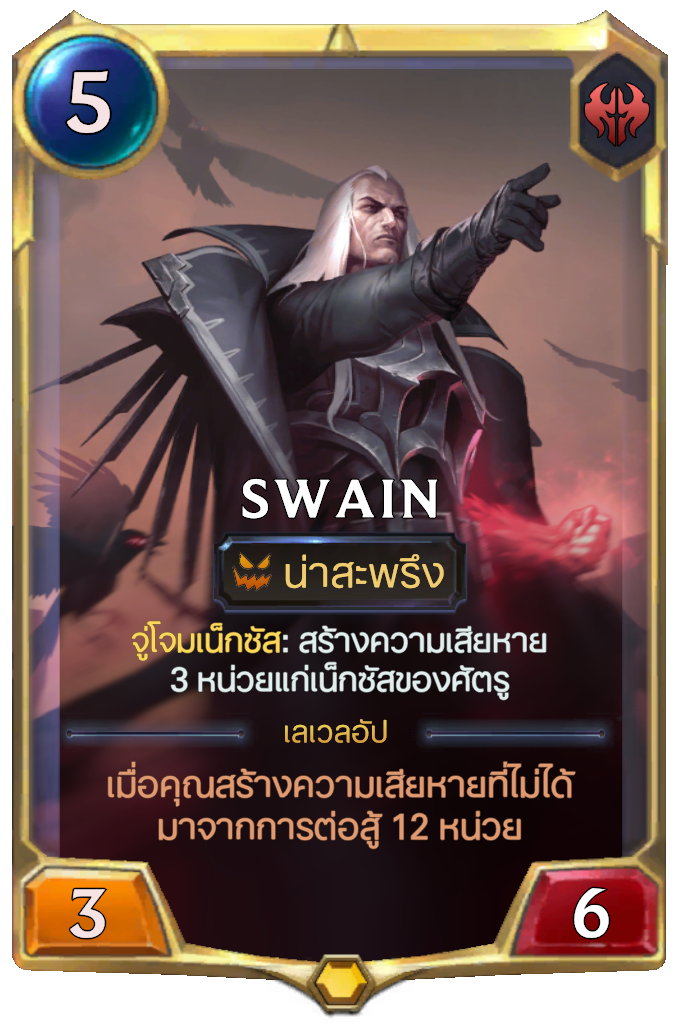 5
SWAIN
น่าสะพรึง
จู่โจมเน็กซัส: สร้างความเสียหาย
3 หน่วยแก่เน็กซัสของศัตรู
เลเวลอัป
เมื่อคุณสร้างความเสียหายที่ไม่ได้
มาจากการต่อสู้ 12 หน่วย
3
6